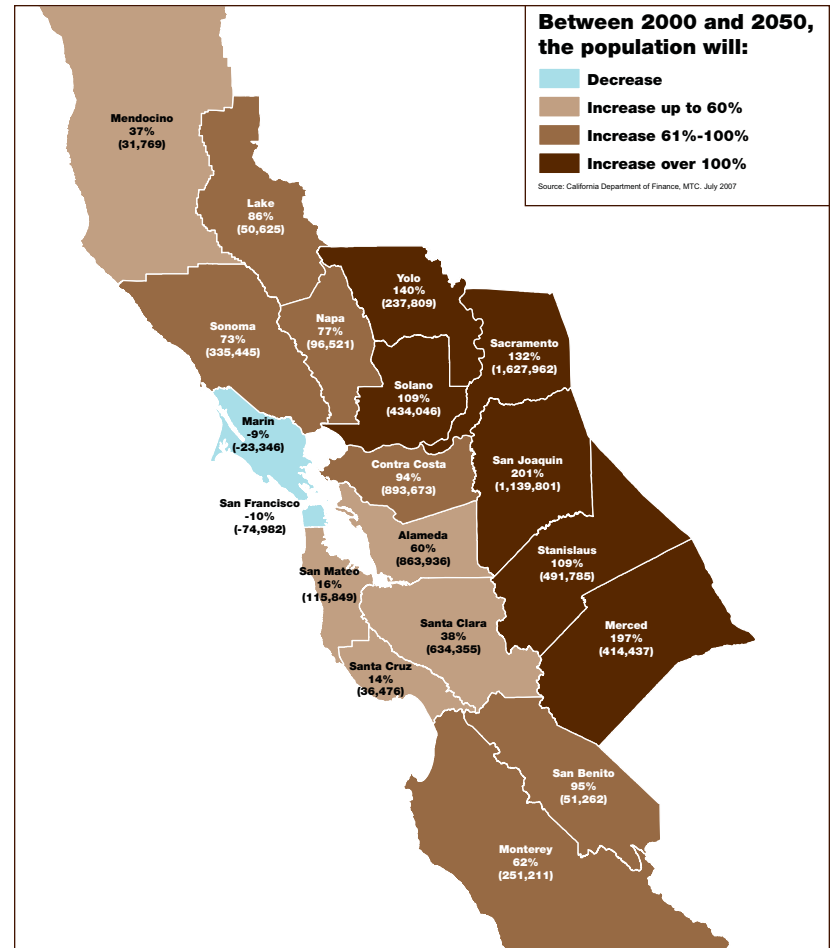 Between 2000 and 2050,
the population will:
Decrease
Increase up to 60%
Increase 61%-100%
Increase over 100%
Source: California Department of Finance, MTC. July 2007
Mendocino
37%
(31,769)
Lake
86%
(50,625)
Yolo
140%
(237,809)
Napa
77%
(96,521)
Sonoma
73%
(335,445)
Sacramento
132%
(1,627,962)
Solano
109%
(434,046)
Marin
-9%
(-23,346)
Contra Costa
94%
(893,673)
San Joaquin
201%
(1,139,801)
San Francisco
-10%
(-74,982)
Alameda
60%
(863,936)
Stanislaus
109%
(491,785)
San Mateo
16%
(115,849)
Santa Clara
38%
(634,355)
Merced
197%
(414,437)
Santa Cruz
14%
(36,476)
San Benito
95%
(51,262)
Monterey
62%
(251,211)